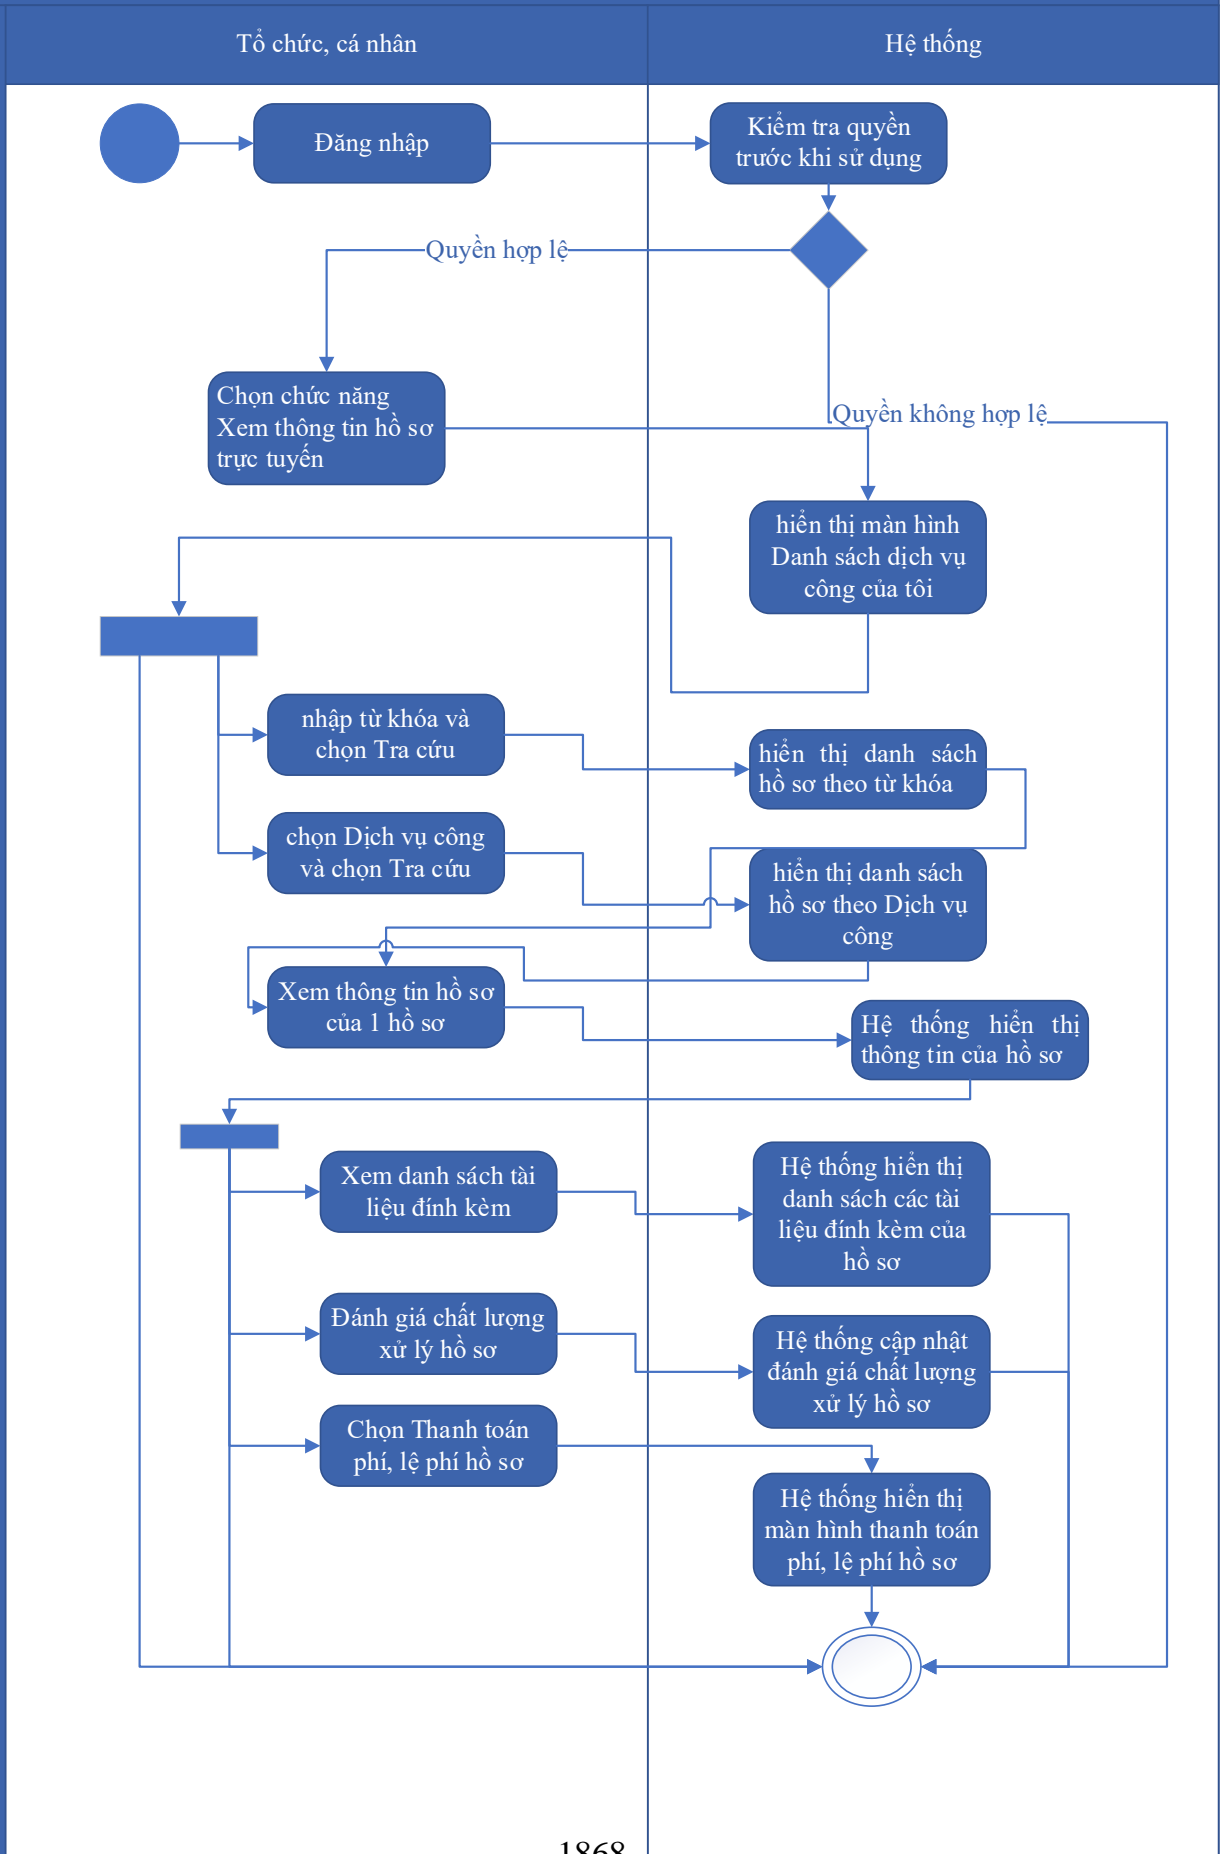 Tổ chức, cá nhân
Hệ thống
Đăng nhập
Kiểm tra quyền
trước khi sử dụng
Quyền hợp lệ
Chọn chức năng
Xem thông tin hồ sơ
trực tuyến
Quyền không hợp lệ
hiển thị màn hình
Danh sách dịch vụ
công của tôi
nhập từ khóa và
chọn Tra cứu
hiển thị danh sách
hồ sơ theo từ khóa
chọn Dịch vụ công
và chọn Tra cứu
hiển thị danh sách
hồ sơ theo Dịch vụ
công
Xem thông tin hồ sơ
của 1 hồ sơ
Hệ thống hiển thị
thông tin của hồ sơ
Xem danh sách tài
liệu đính kèm
Hệ thống hiển thị
danh sách các tài
liệu đính kèm của
hồ sơ
Đánh giá chất lượng
xử lý hồ sơ
Hệ thống cập nhật
đánh giá chất lượng
xử lý hồ sơ
Chọn Thanh toán
phí, lệ phí hồ sơ
Hệ thống hiển thị
màn hình thanh toán
phí, lệ phí hồ sơ
1868